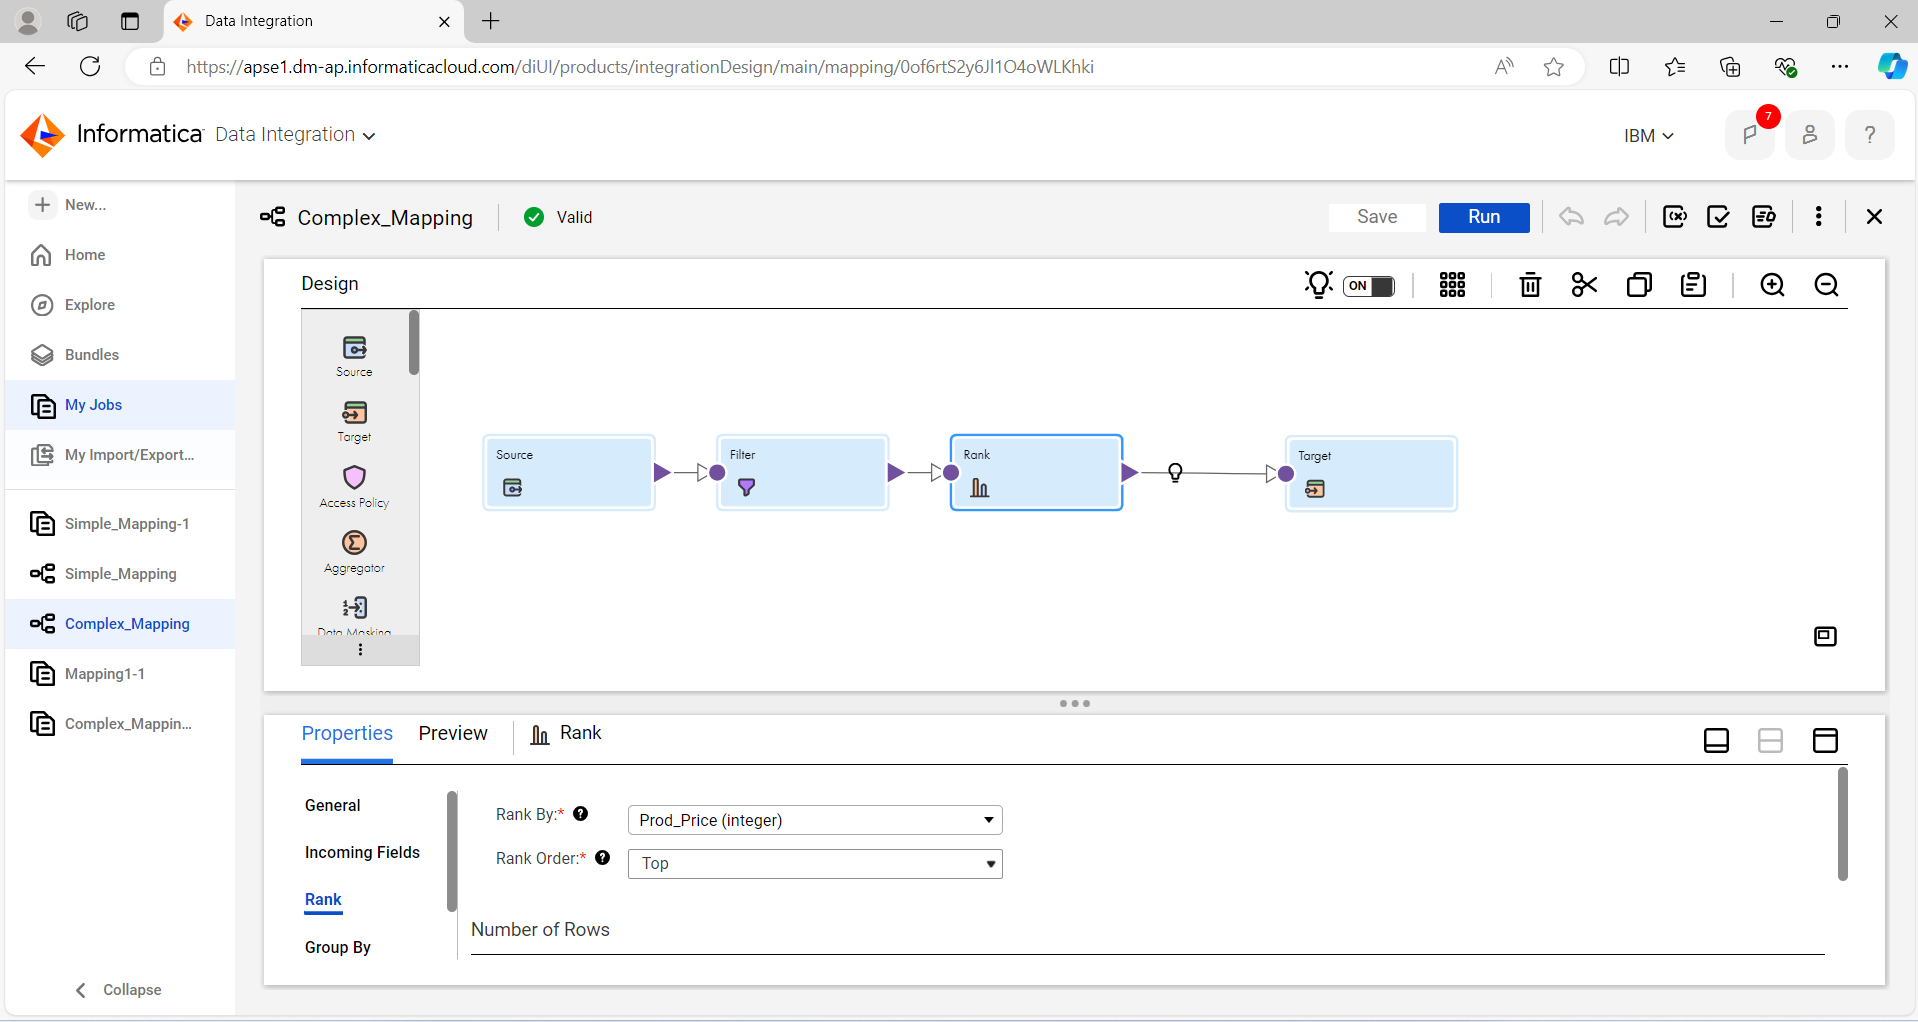 Data Integration
https://apse1.dm-ap.informaticacloud.com/diUI/products/integrationDesign/main/mapping/0of6rtS2y6Jl1O4oWLKhki
Informatica Data Integration
IBM
7
?
New...
Home
Explore
Bundles
My Jobs
My Import/Export...
Simple_Mapping-1
Simple_Mapping
Complex_Mapping
Mapping1-1
Complex_Mappin...
Collapse
Complex_Mapping
Valid
Save
Run
Design
ON
Source
Target
Access Policy
Aggregator
Data Masking
Source
Filter
Rank
Target
Properties
Preview
Rank
General
Incoming Fields
Rank
Group By
Rank By:*
Prod_Price (integer)
Rank Order:*
Top
Number of Rows